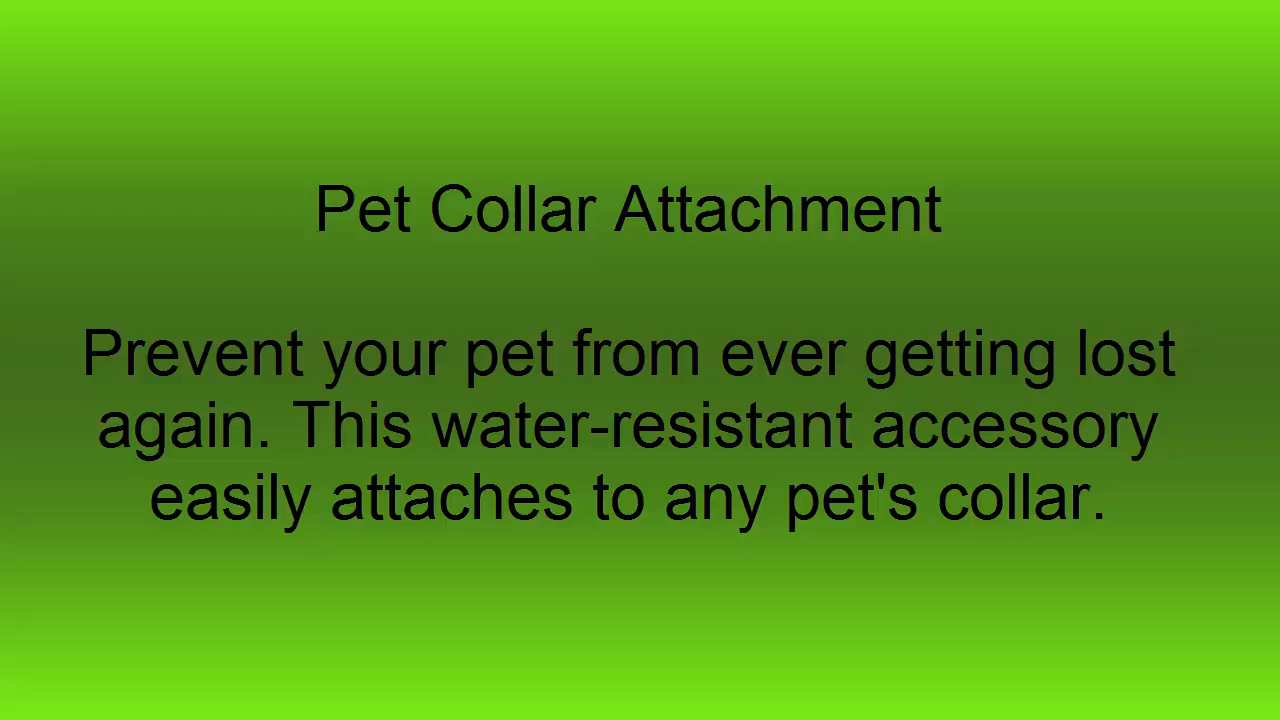 Pet Collar Attachment
Prevent your pet from ever getting lost
again. This water-resistant accessory
easily attaches to any pet's collar.